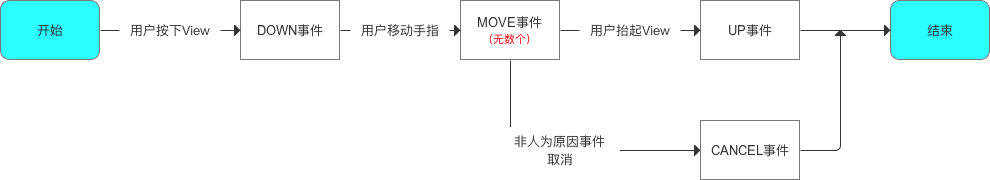 开始
用户按下View
DOWN事件
用户移动手指
MOVE事件
(无数个)
用户抬起View
UP事件
结束
非人为原因事件
取消
CANCEL事件